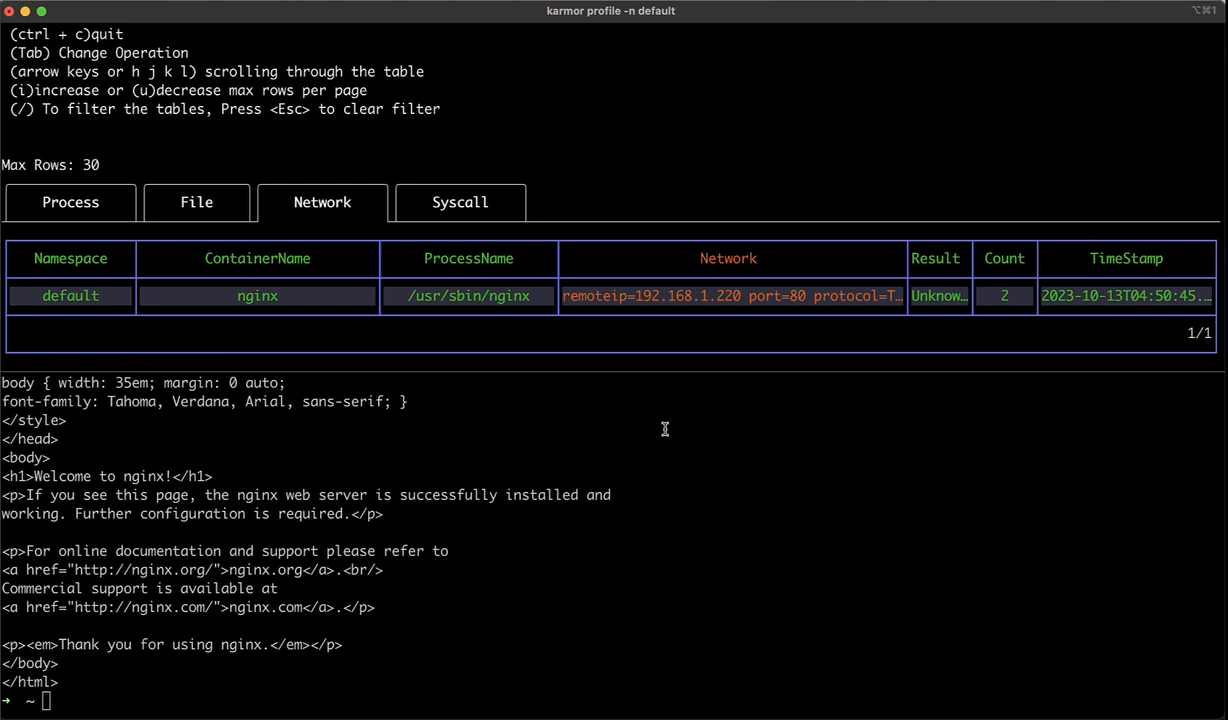 karmor profile -n default
⌥⌘1
(ctrl + c)quit
(Tab) Change Operation
(arrow keys or h j k l) scrolling through the table
(i)increase or (u)decrease max rows per page
(/) To filter the tables, Press <Esc> to clear filter
Max Rows: 30
Process File Network Syscall
Namespace ContainerName ProcessName Network Result Count TimeStamp
default nginx /usr/sbin/nginx remoteip=192.168.1.220 port=80 protocol=T… Unknow… 2 2023-10-13T04:50:45.…
1/1
body { width: 35em; margin: 0 auto;
font-family: Tahoma, Verdana, Arial, sans-serif; }
</style>
</head>
<body>
<h1>Welcome to nginx!</h1>
<p>If you see this page, the nginx web server is successfully installed and
working. Further configuration is required.</p>
<p>For online documentation and support please refer to
<a href="http://nginx.org/">nginx.org</a>.<br/>
Commercial support is available at
<a href="http://nginx.com/">nginx.com</a>.</p>
<p><em>Thank you for using nginx.</em></p>
</body>
</html>
➜ ~